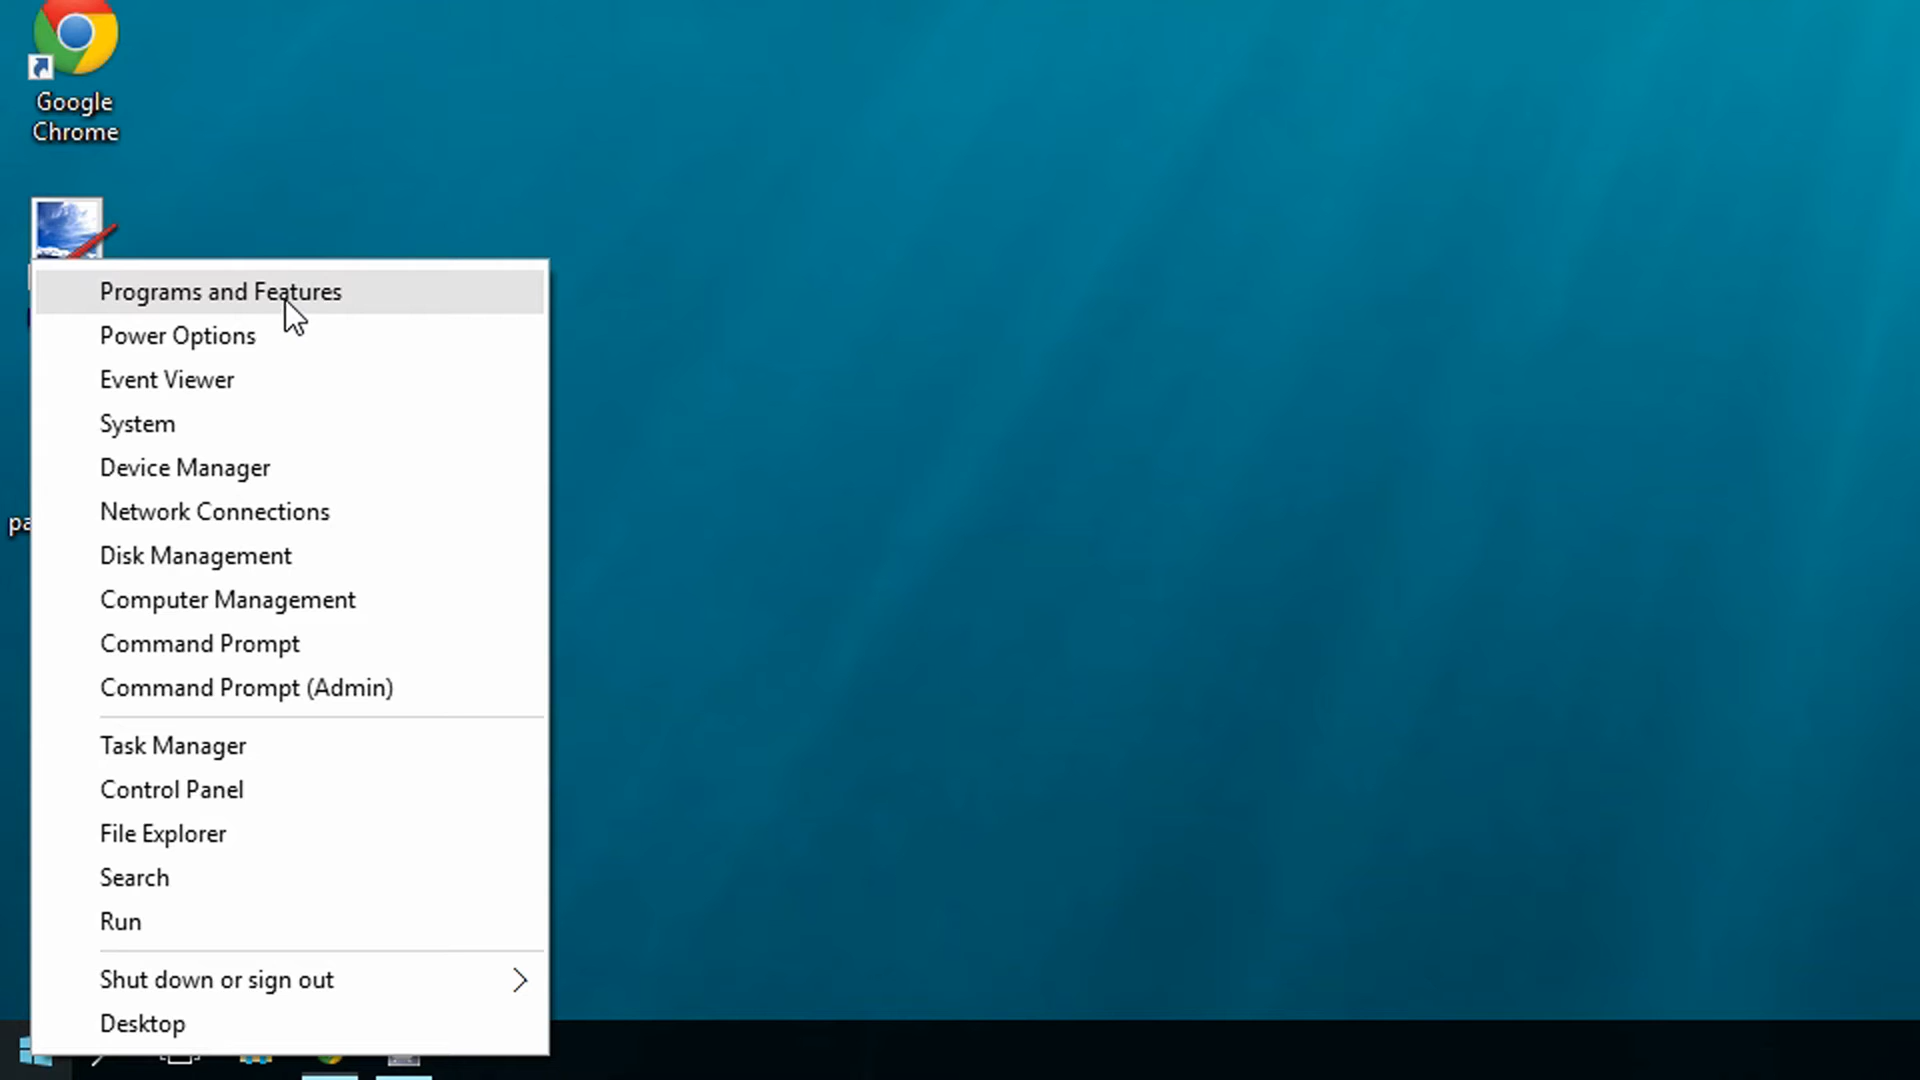 Google
Chrome
Programs and Features
Power Options
Event Viewer
System
Device Manager
Network Connections
Disk Management
Computer Management
Command Prompt
Command Prompt (Admin)
Task Manager
Control Panel
File Explorer
Search
Run
Shut down or sign out
Desktop